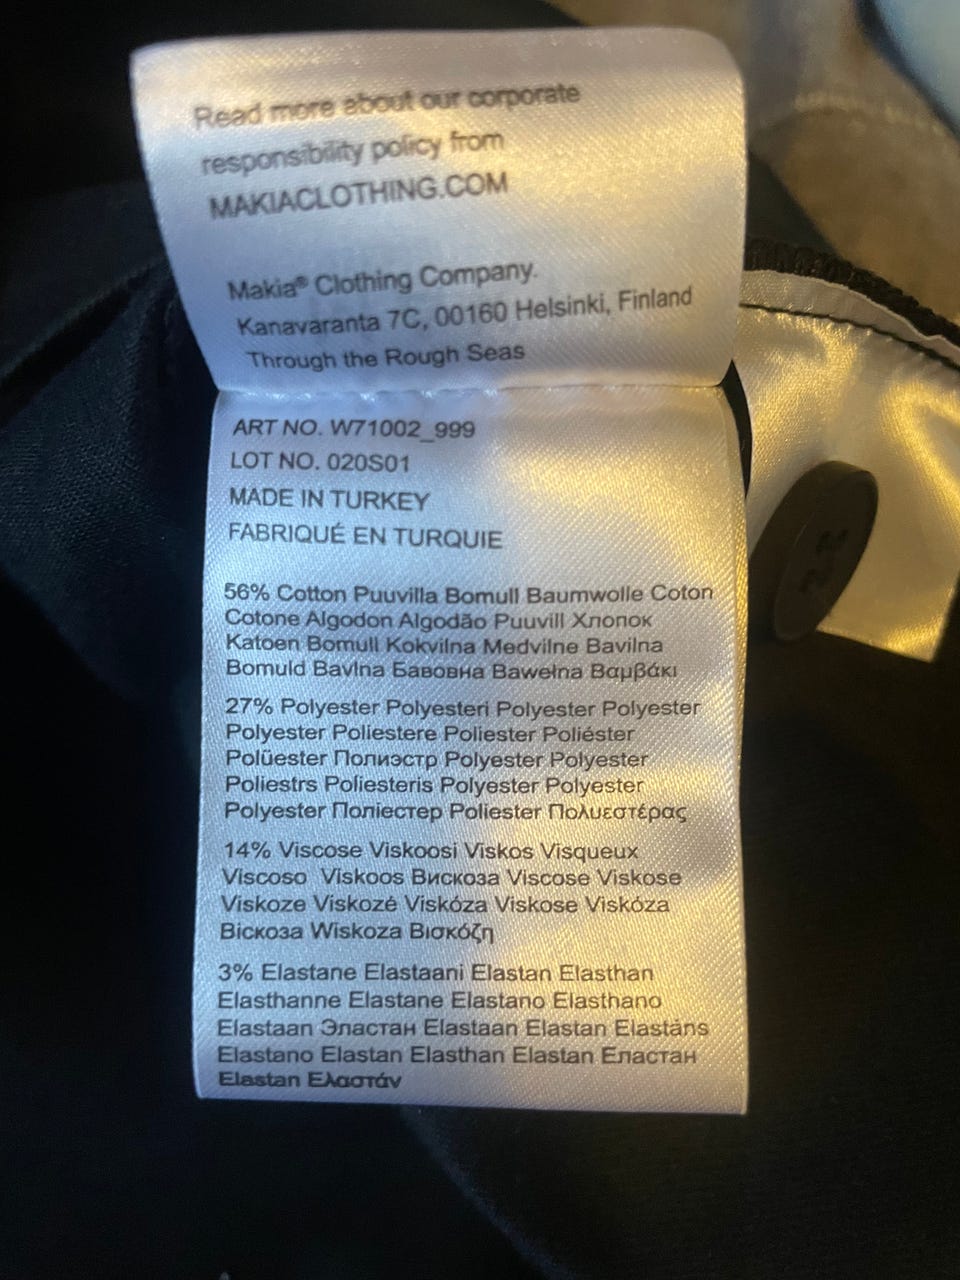 Read more about our corporate
responsibility policy from
MAKIACLOTHING.COM
Makia® Clothing Company.
Kanavaranta 7C, 00160 Helsinki, Finland
Through the Rough Seas
ART NO. W71002_999
LOT NO. 020S01
MADE IN TURKEY
FABRIQUÉ EN TURQUIE
56% Cotton Puuvilla Bomull Baumwolle Coton
Cotone Algodon Algodão Puuvill Хлопок
Katoen Bomull Kokvilna Medvilne Bavilna
Bomuld Bavlna Бавовна Bawełna Βαμβάκι
27% Polyester Polyesteri Polyester Polyester
Polyester Poliestere Poliester Poliéster
Polüester Полиэстр Polyester Polyester
Poliestrs Poliesteris Polyester Polyester
Polyester Поліестер Poliester Πολυεστέρας
14% Viscose Viskoosi Viskos Visqueux
Viscoso Viskoos Вискоза Viscose Viskose
Viskoze Viskozė Viskóza Viskose Viskóza
Віскоза Wiskoza Βισκόζη
3% Elastane Elastaani Elastan Elasthan
Elasthanne Elastane Elastano Elasthano
Elastaan Эластан Elastaan Elastan Elastāns
Elastano Elastan Elasthan Elastan Еластан
Elastan Ελαστάν